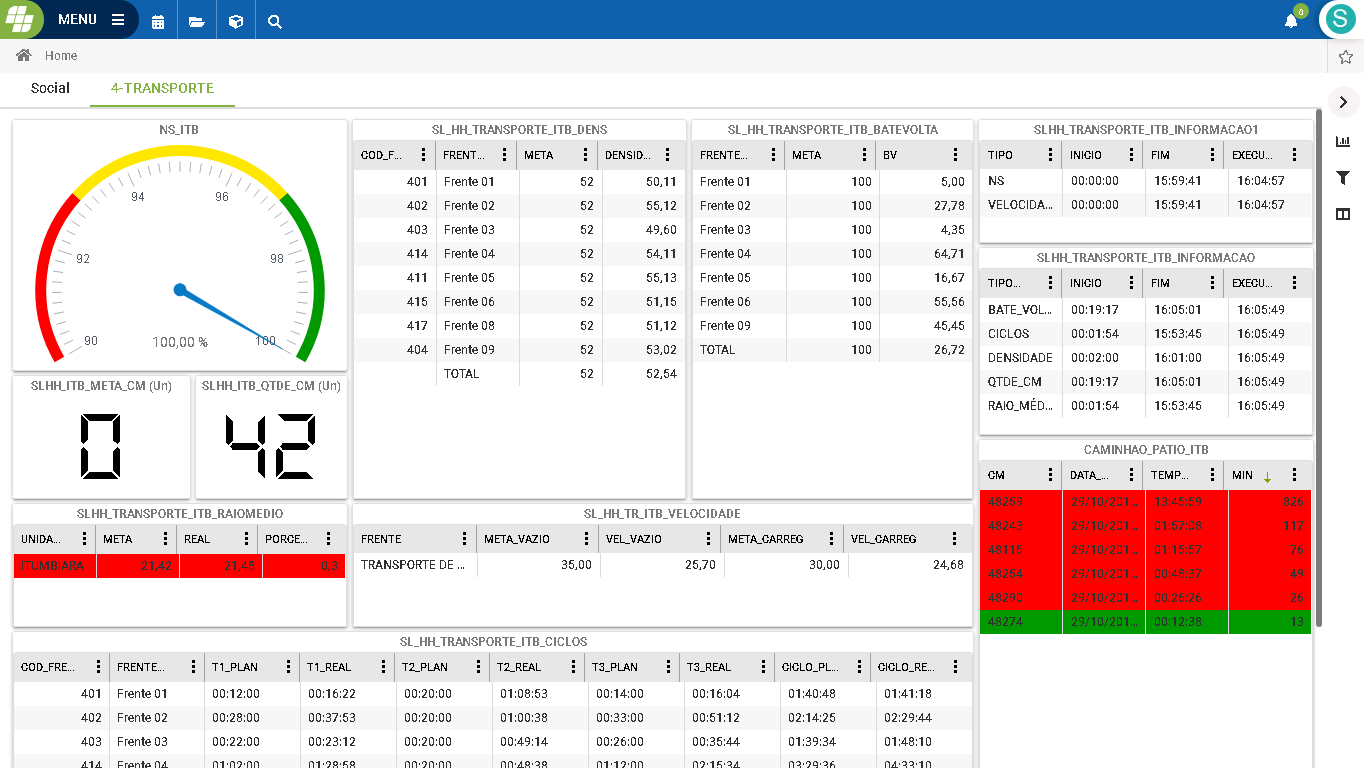 MENU
0
S
Home
Social
4-TRANSPORTE
NS_ITB
90
92
94
96
98
100
100,00 %
SLHH_ITB_META_CM (Un)
0
SLHH_ITB_QTDE_CM (Un)
42
SL_HH_TRANSPORTE_ITB_DENS
COD_F... FRENT... META DENSID...
401 Frente 01 52 50,11
402 Frente 02 52 55,12
403 Frente 03 52 49,60
414 Frente 04 52 54,11
411 Frente 05 52 55,13
415 Frente 06 52 51,15
417 Frente 08 52 51,12
404 Frente 09 52 53,02
TOTAL 52 52,54
SL_HH_TRANSPORTE_ITB_BATEVOLTA
FRENTE... META BV
Frente 01 100 5,00
Frente 02 100 27,78
Frente 03 100 4,35
Frente 04 100 64,71
Frente 05 100 16,67
Frente 06 100 55,56
Frente 09 100 45,45
TOTAL 100 26,72
SLHH_TRANSPORTE_ITB_INFORMACAO1
TIPO INICIO FIM EXECU...
NS 00:00:00 15:59:41 16:04:57
VELOCIDA... 00:00:00 15:59:41 16:04:57
SLHH_TRANSPORTE_ITB_INFORMACAO
TIPO... INICIO FIM EXECU...
BATE_VOL... 00:19:17 16:05:01 16:05:49
CICLOS 00:01:54 15:53:45 16:05:49
DENSIDADE 00:02:00 16:01:00 16:05:49
QTDE_CM 00:19:17 16:05:01 16:05:49
RAIO_MÉD... 00:01:54 15:53:45 16:05:49
CAMINHAO_PATIO_ITB
CM DATA_... TEMP... MIN
48259 29/10/201... 13:45:59 826
48243 29/10/201... 01:57:08 117
48115 29/10/201... 01:15:57 76
48254 29/10/201... 00:48:37 49
48290 29/10/201... 00:26:26 26
48274 29/10/201... 00:12:38 13
SLHH_TRANSPORTE_ITB_RAIOMEDIO
UNIDA... META REAL PORCE...
ITUMBIARA 21,42 21,48 0,3
SL_HH_TR_ITB_VELOCIDADE
FRENTE META_VAZIO VEL_VAZIO META_CARREG VEL_CARREG
TRANSPORTE DE ... 35,00 25,70 30,00 24,68
SL_HH_TRANSPORTE_ITB_CICLOS
COD_FRE... FRENTE... T1_PLAN T1_REAL T2_PLAN T2_REAL T3_PLAN T3_REAL CICLO_PL... CICLO_RE...
401 Frente 01 00:12:00 00:16:22 00:20:00 01:08:53 00:14:00 00:16:04 01:40:48 01:41:18
402 Frente 02 00:28:00 00:37:53 00:20:00 01:00:38 00:33:00 00:51:12 02:14:25 02:29:44
403 Frente 03 00:22:00 00:23:12 00:20:00 00:49:14 00:26:00 00:35:44 01:39:34 01:48:10
414 Frente 04 01:02:00 01:28:58 00:20:00 00:48:38 01:12:00 02:15:34 03:29:36 04:33:10